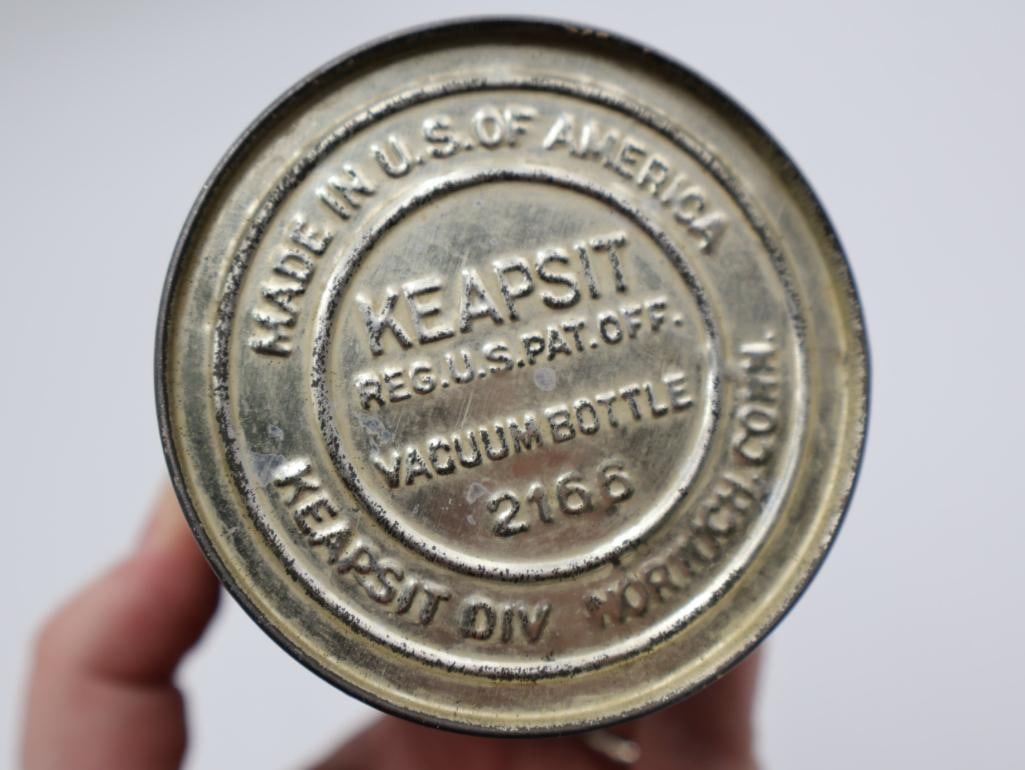 MADE IN U.S.OF AMERICA
KEAPSIT
REG.U.S.PAT.OFF.
VACUUM BOTTLE
2166
KEAPSIT DIV NORWICH.CONN.